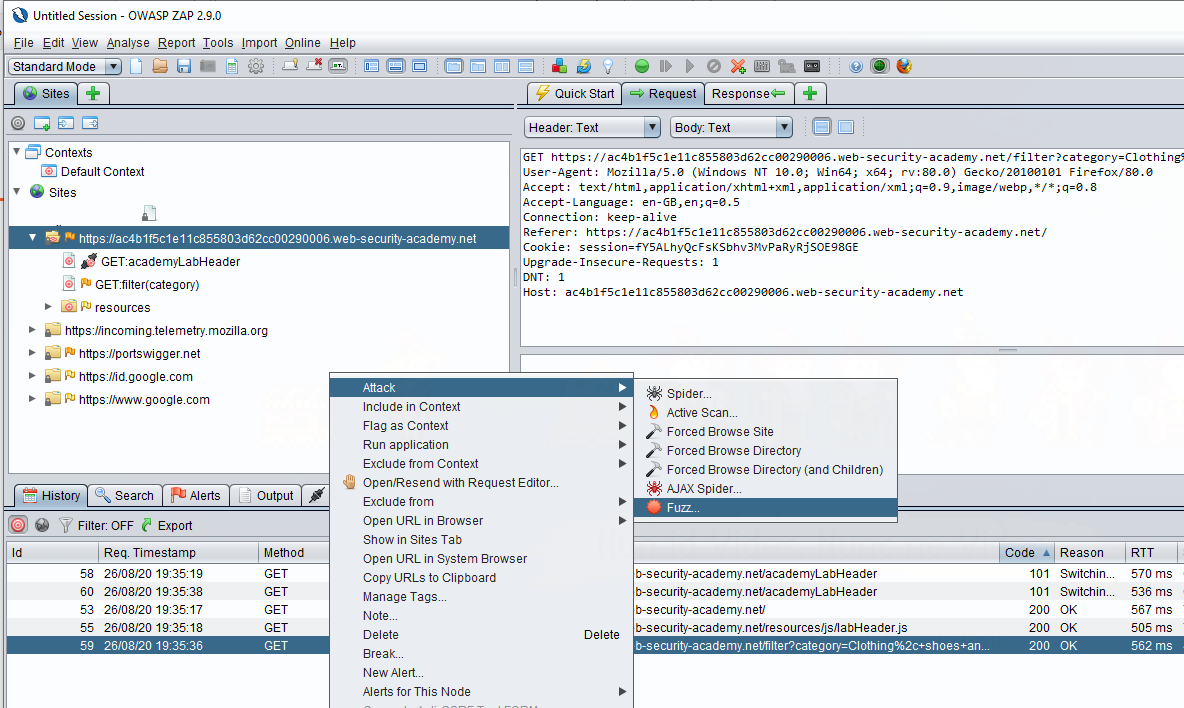 Untitled Session - OWASP ZAP 2.9.0
File Edit View Analyse Report Tools Import Online Help
Standard Mode
Sites
Quick Start Request Response
Header: Text Body: Text
Contexts
Default Context
Sites
https://ac4b1f5c1e11c855803d62cc00290006.web-security-academy.net
GET:academyLabHeader
GET:filter(category)
resources
https://incoming.telemetry.mozilla.org
https://portswigger.net
https://id.google.com
https://www.google.com
GET https://ac4b1f5c1e11c855803d62cc00290006.web-security-academy.net/filter?category=Clothing%
User-Agent: Mozilla/5.0 (Windows NT 10.0; Win64; x64; rv:80.0) Gecko/20100101 Firefox/80.0
Accept: text/html,application/xhtml+xml,application/xml;q=0.9,image/webp,*/*;q=0.8
Accept-Language: en-GB,en;q=0.5
Connection: keep-alive
Referer: https://ac4b1f5c1e11c855803d62cc00290006.web-security-academy.net/
Cookie: session=fY5ALhyQcFsKSbhv3MvPaRyRjSOE98GE
Upgrade-Insecure-Requests: 1
DNT: 1
Host: ac4b1f5c1e11c855803d62cc00290006.web-security-academy.net
Attack
Include in Context
Flag as Context
Run application
Exclude from Context
Open/Resend with Request Editor...
Exclude from
Open URL in Browser
Show in Sites Tab
Open URL in System Browser
Copy URLs to Clipboard
Manage Tags...
Note...
Delete Delete
Break...
New Alert...
Alerts for This Node
Spider...
Active Scan...
Forced Browse Site
Forced Browse Directory
Forced Browse Directory (and Children)
AJAX Spider...
Fuzz...
History Search Alerts Output
Filter: OFF Export
Id Req. Timestamp Method Code Reason RTT
58 26/08/20 19:35:19 GET b-security-academy.net/academyLabHeader 101 Switchin... 570 ms
60 26/08/20 19:35:38 GET b-security-academy.net/academyLabHeader 101 Switchin... 536 ms
53 26/08/20 19:35:17 GET b-security-academy.net/ 200 OK 567 ms
55 26/08/20 19:35:18 GET b-security-academy.net/resources/js/labHeader.js 200 OK 505 ms
59 26/08/20 19:35:36 GET b-security-academy.net/filter?category=Clothing%2c+shoes+an... 200 OK 562 ms